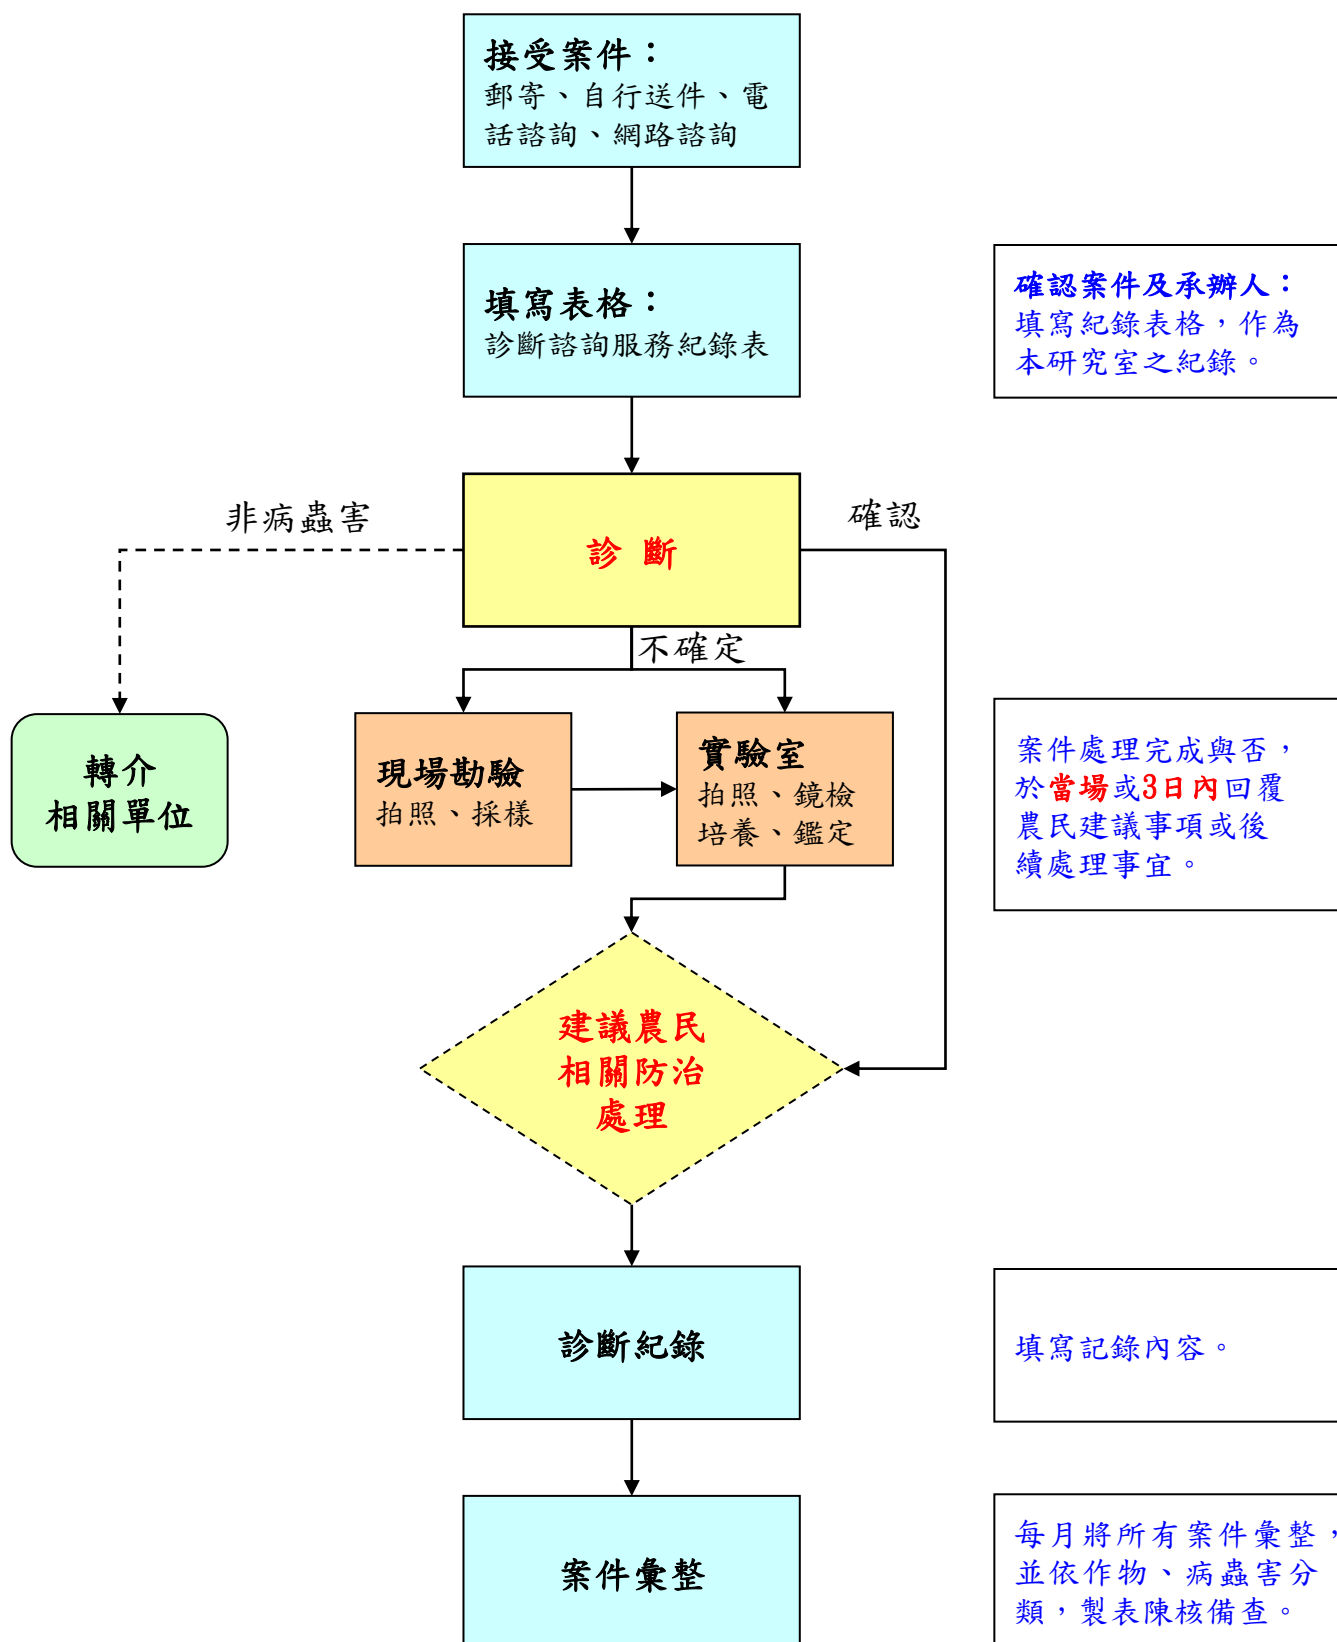 接受案件：
郵寄、自行送件、電
話諮詢、網路諮詢
填寫表格：
診斷諮詢服務紀錄表
確認案件及承辦人：
填寫紀錄表格，作為
本研究室之紀錄。
非病蟲害
診 斷
確認
不確定
轉介
相關單位
現場勘驗
拍照、採樣
實驗室
拍照、鏡檢
培養、鑑定
案件處理完成與否，
於當場或3日內回覆
農民建議事項或後
續處理事宜。
建議農民
相關防治
處理
診斷紀錄
填寫記錄內容。
案件彙整
每月將所有案件彙整，
並依作物、病蟲害分
類，製表陳核備查。